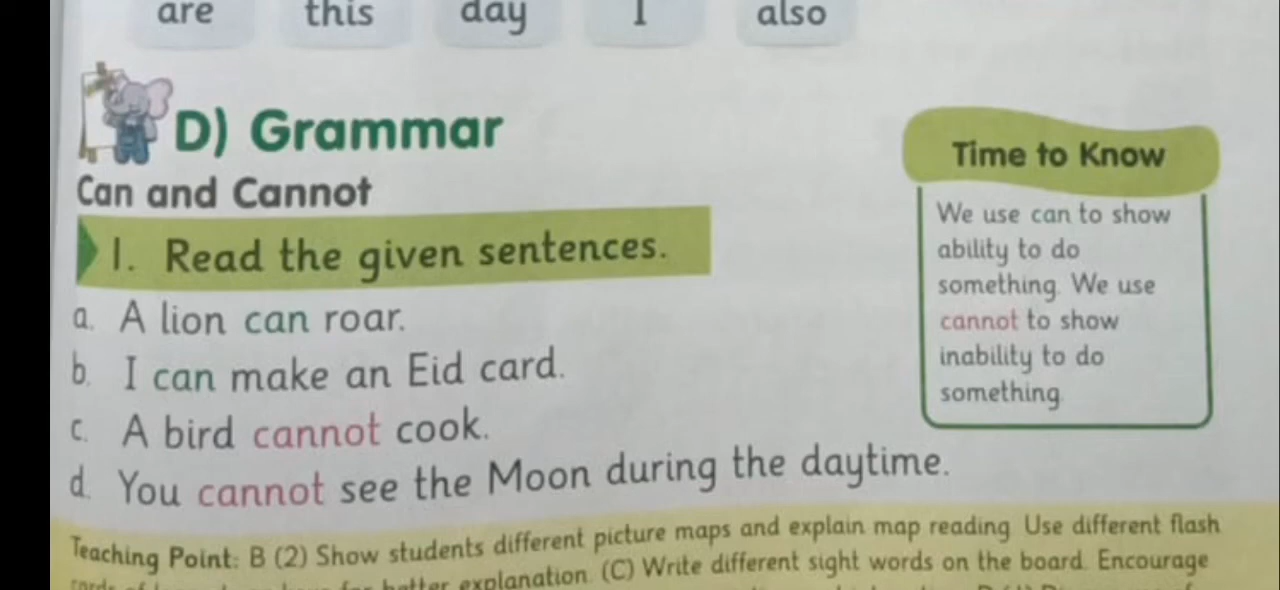 are this day I also
D) Grammar
Can and Cannot
1. Read the given sentences.
a. A lion can roar.
b. I can make an Eid card.
c. A bird cannot cook.
d. You cannot see the Moon during the daytime.
Time to Know
We use can to show
ability to do
something. We use
cannot to show
inability to do
something
Teaching Point: B (2) Show students different picture maps and explain map reading. Use different flash
better explanation. (C) Write different sight words on the board. Encourage